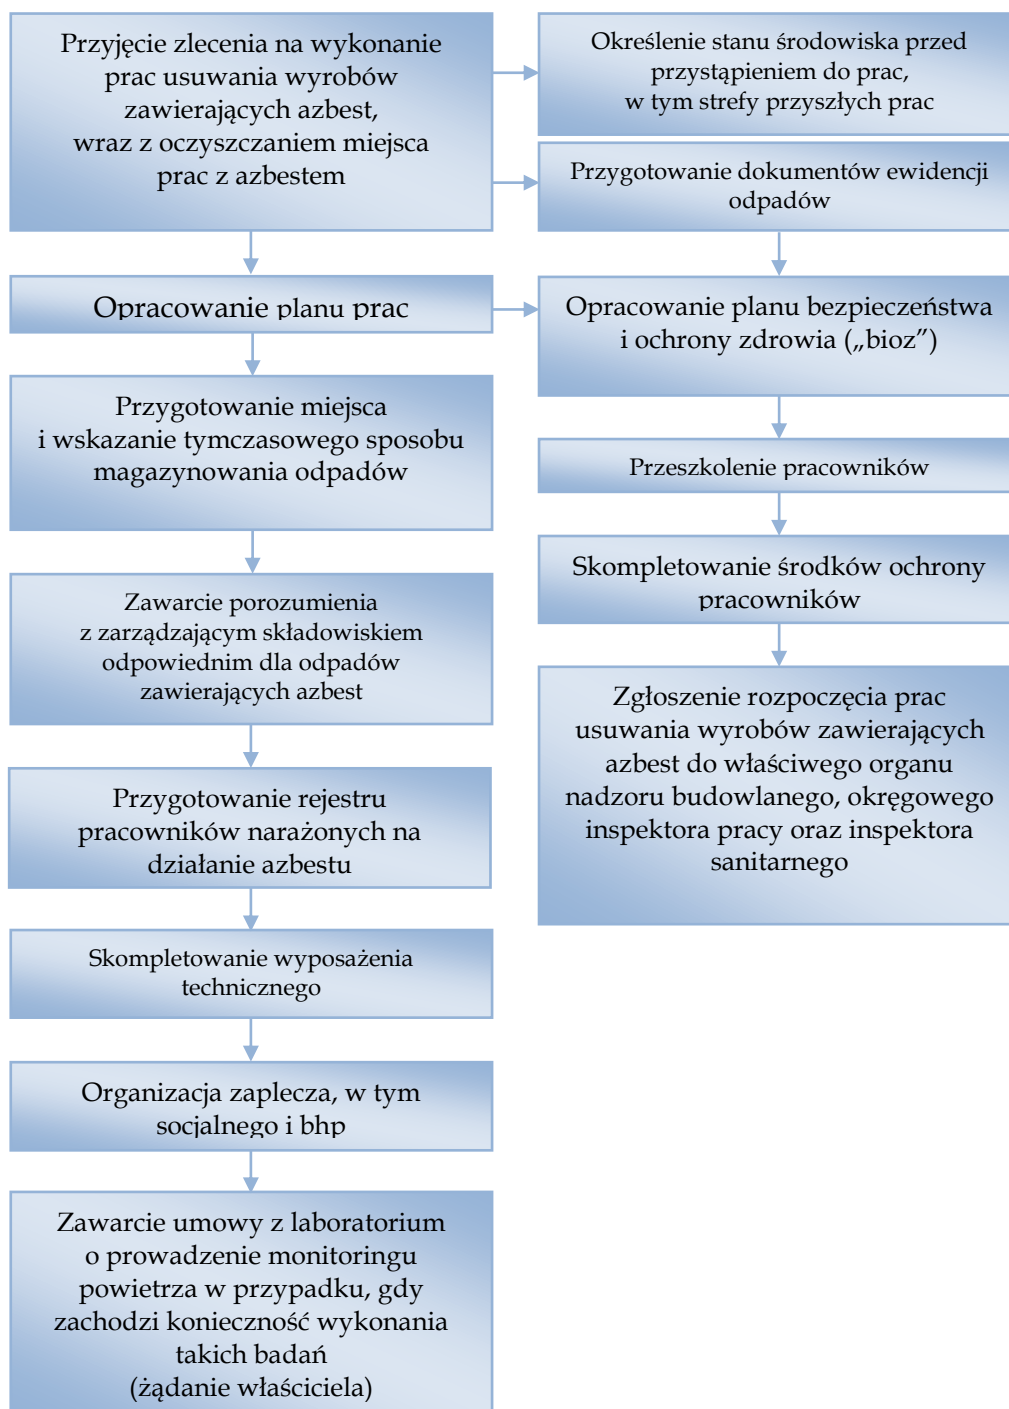 Przyjęcie zlecenia na wykonanie
prac usuwania wyrobów
zawierających azbest,
wraz z oczyszczaniem miejsca
prac z azbestem
Określenie stanu środowiska przed
przystąpieniem do prac,
w tym strefy przyszłych prac
Przygotowanie dokumentów ewidencji
odpadów
Opracowanie planu prac
Opracowanie planu bezpieczeństwa
i ochrony zdrowia („bioz”)
Przygotowanie miejsca
i wskazanie tymczasowego sposobu
magazynowania odpadów
Przeszkolenie pracowników
Skompletowanie środków ochrony
pracowników
Zawarcie porozumienia
z zarządzającym składowiskiem
odpowiednim dla odpadów
zawierających azbest
Zgłoszenie rozpoczęcia prac
usuwania wyrobów zawierających
azbest do właściwego organu
nadzoru budowlanego, okręgowego
inspektora pracy oraz inspektora
sanitarnego
Przygotowanie rejestru
pracowników narażonych na
działanie azbestu
Skompletowanie wyposażenia
technicznego
Organizacja zaplecza, w tym
socjalnego i bhp
Zawarcie umowy z laboratorium
o prowadzenie monitoringu
powietrza w przypadku, gdy
zachodzi konieczność wykonania
takich badań
(żądanie właściciela)